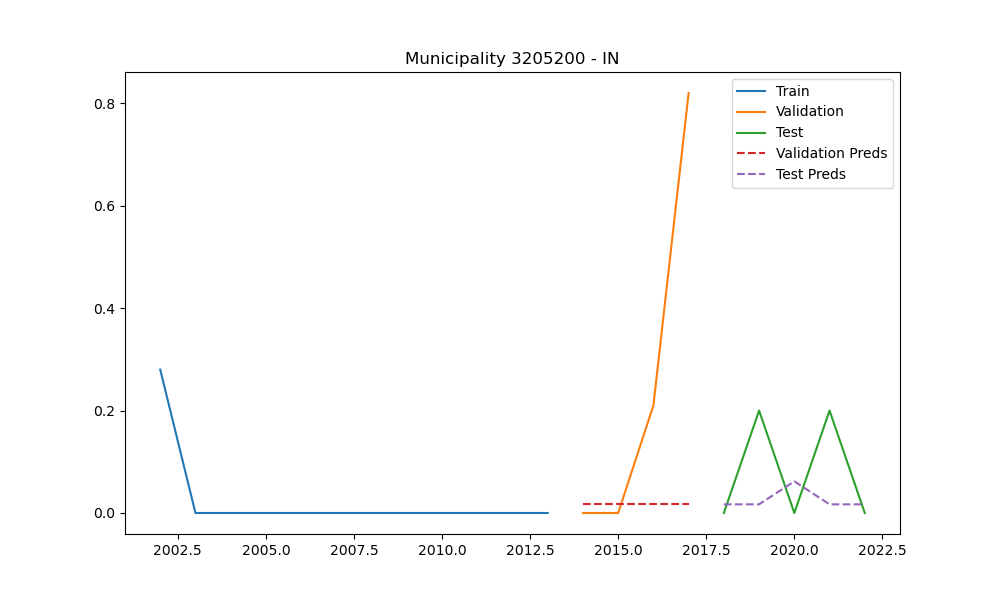 Municipality 3205200 - IN
Train
Validation
Test
Validation Preds
Test Preds
0.8
0.6
0.4
0.2
0.0
2002.5 2005.0 2007.5 2010.0 2012.5 2015.0 2017.5 2020.0 2022.5